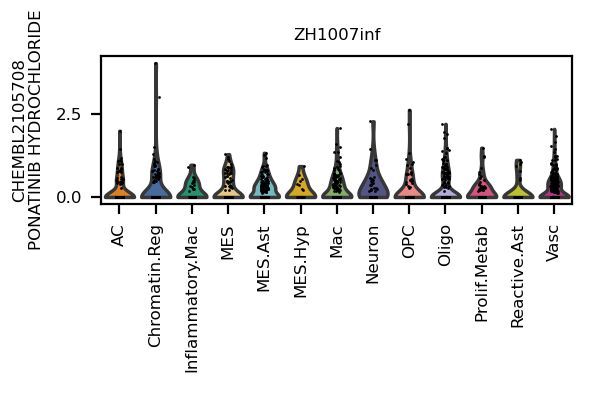 ZH1007inf
CHEMBL2105708
PONATINIB HYDROCHLORIDE
2.5
0.0
AC
Chromatin.Reg
Inflammatory.Mac
MES
MES.Ast
MES.Hyp
Mac
Neuron
OPC
Oligo
Prolif.Metab
Reactive.Ast
Vasc